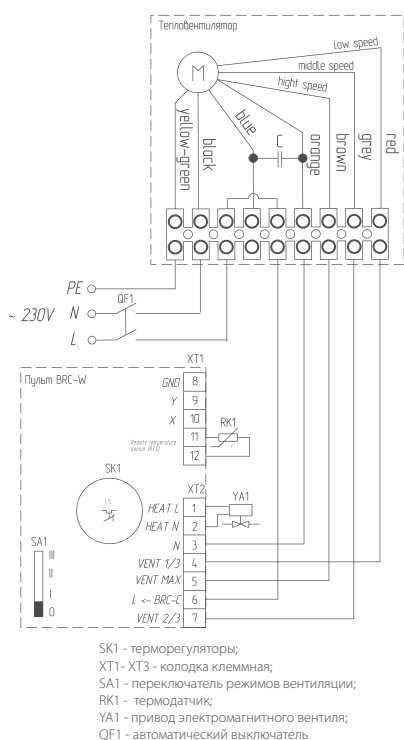 Тепловентилятор
low speed
middle speed
hight speed
M
yellow-green
black
blue
C
orange
brown
grey
red
PE
~ 230V
N
QF1
L
XT1
Пульт BRC-W
GND 8
Y 9
X 10
Remote temperature
sensor (RTS)
11
12
RK1
t°
SK1
t °C
XT2
YA1
HEAT L 1
HEAT N 2
N 3
VENT 1/3 4
VENT MAX 5
L <- BRC-C 6
VENT 2/3 7
SA1
III
II
I
0
SK1 - терморегуляторы;
XT1- XT3 - колодка клеммная;
SA1 - переключатель режимов вентиляции;
RK1 - термодатчик;
YA1 - привод электромагнитного вентиля;
QF1 - автоматический выключатель